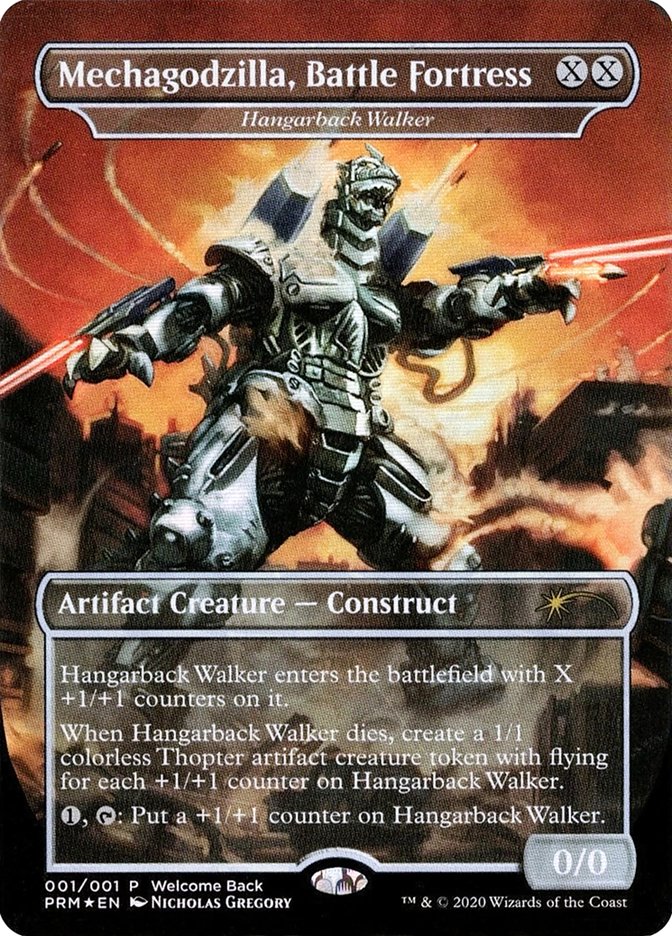 Mechagodzilla, Battle Fortress XX
Hangarback Walker
Artifact Creature — Construct
Hangarback Walker enters the battlefield with X
+1/+1 counters on it.
When Hangarback Walker dies, create a 1/1
colorless Thopter artifact creature token with flying
for each +1/+1 counter on Hangarback Walker.
1, T: Put a +1/+1 counter on Hangarback Walker.
0/0
001/001 P Welcome Back
PRM★EN Nicholas Gregory
™ & © 2020 Wizards of the Coast